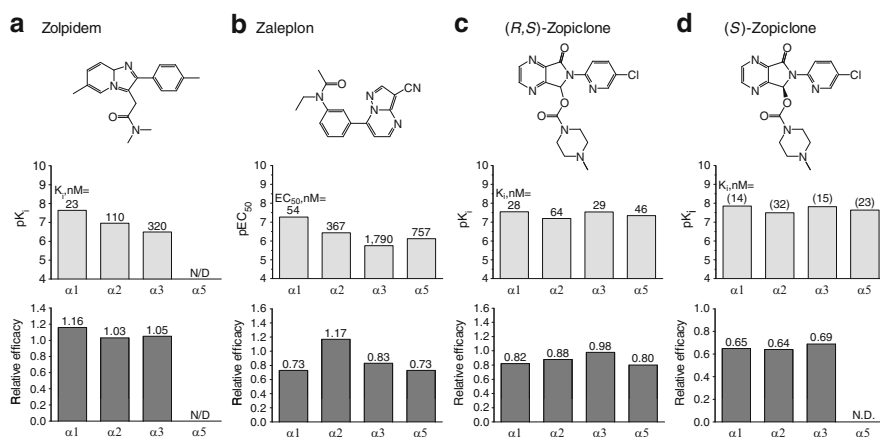 a Zolpidem
N
N
O
N
pKᵢ
10
9
8
7
6
5
4
Kᵢ,nM=
23
110
320
N/D
α1 α2 α3 α5
Relative efficacy
1.4
1.2
1.0
0.8
0.6
0.4
0.2
0.0
1.16
1.03
1.05
N/D
α1 α2 α3 α5
b Zaleplon
O
N
N
N
CN
N
pEC₅₀
10
9
8
7
6
5
4
EC₅₀,nM=
54
367
1,790
757
α1 α2 α3 α5
Relative efficacy
1.6
1.4
1.2
1.0
0.8
0.6
0.4
0.2
0.0
0.73
1.17
0.83
0.73
α1 α2 α3 α5
c (R,S)-Zopiclone
O
N
N
N
N
Cl
O
O
N
N
pKᵢ
10
9
8
7
6
5
4
Kᵢ,nM=
28
64
29
46
α1 α2 α3 α5
Relative efficacy
1.6
1.4
1.2
1.0
0.8
0.6
0.4
0.2
0.0
0.82
0.88
0.98
0.80
α1 α2 α3 α5
d (S)-Zopiclone
O
N
N
N
N
Cl
O
O
N
N
pKᵢ
10
9
8
7
6
5
4
Kᵢ,nM=
(14)
(32)
(15)
(23)
α1 α2 α3 α5
Relative efficacy
1.0
0.8
0.6
0.4
0.2
0.0
0.65
0.64
0.69
N.D.
α1 α2 α3 α5